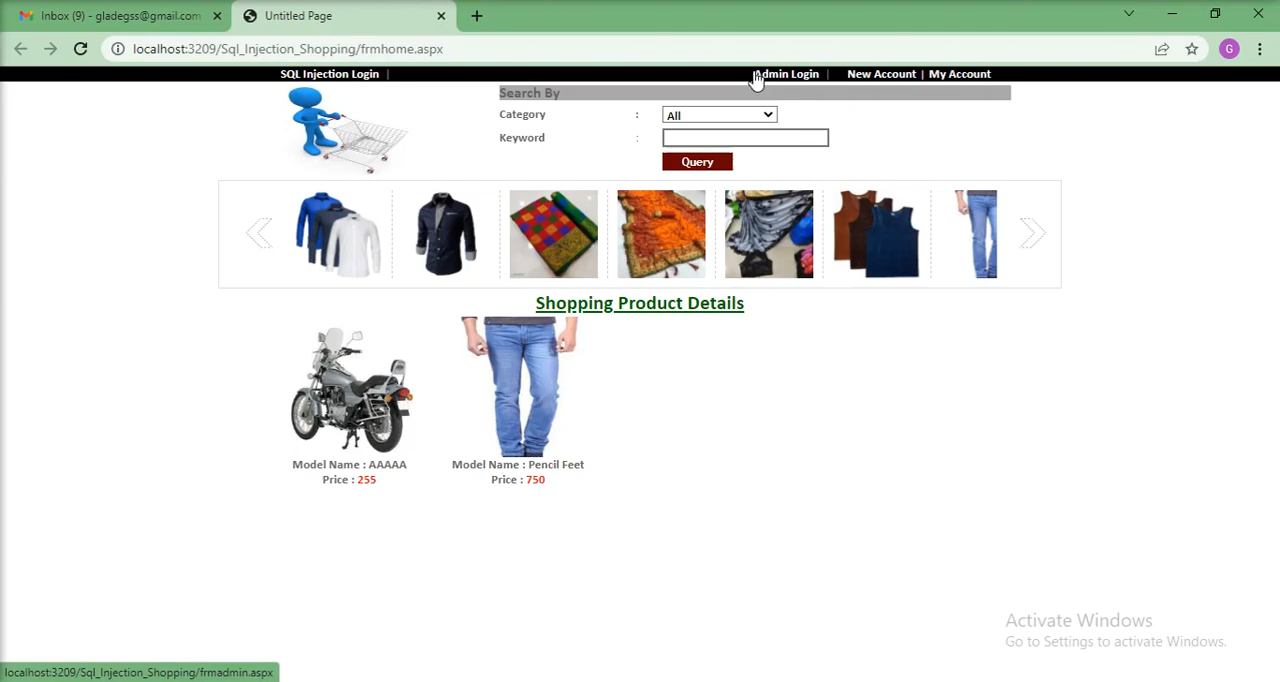 Inbox (9) - gladegss@gmail.com
Untitled Page
localhost:3209/Sql_Injection_Shopping/frmhome.aspx
G
SQL Injection Login |
Admin Login | New Account | My Account
Search By
Category : All
Keyword :
Query
Shopping Product Details
Model Name : AAAAA
Price : 255
Model Name : Pencil Feet
Price : 750
Activate Windows
Go to Settings to activate Windows.
localhost:3209/Sql_Injection_Shopping/frmadmin.aspx